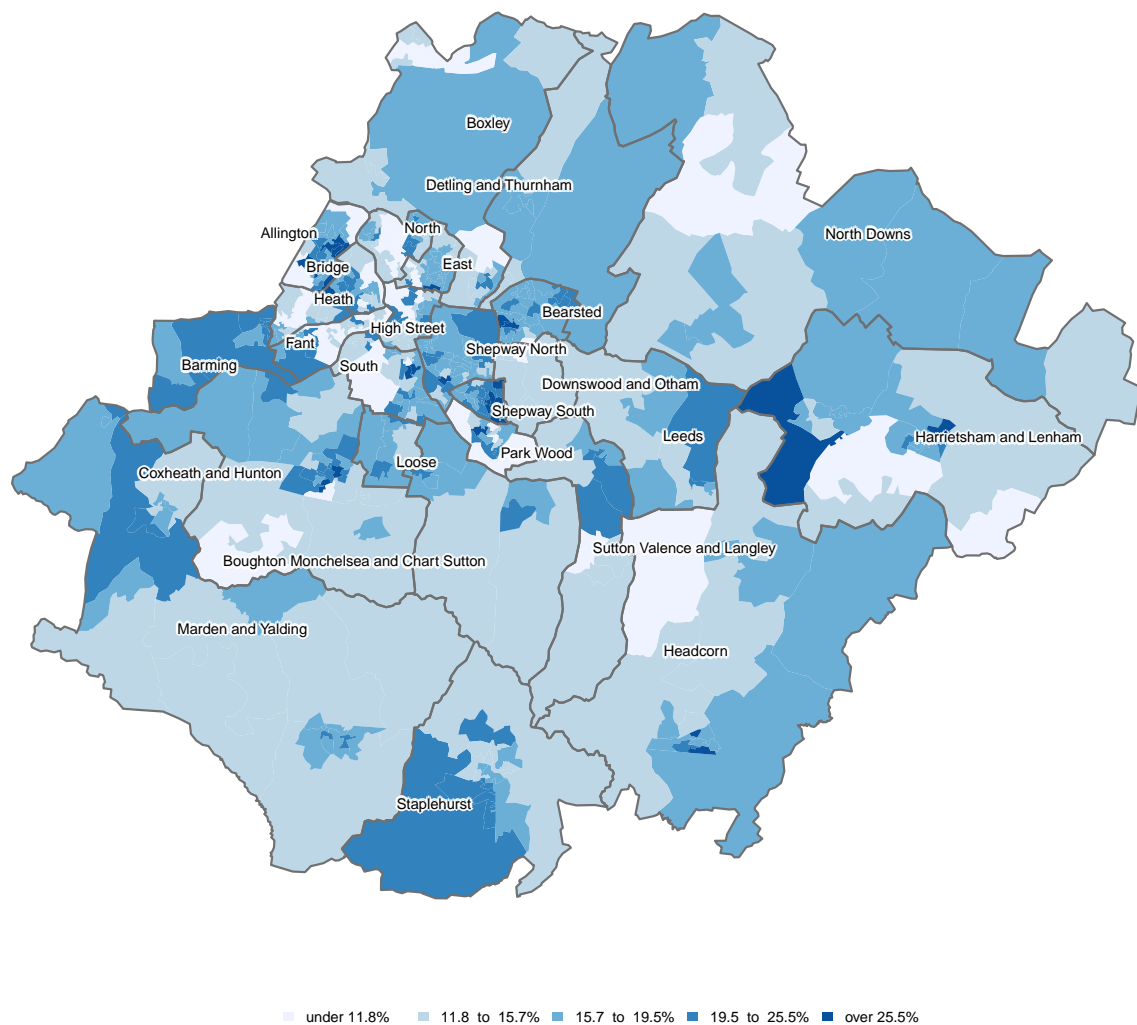 Boxley
Detling and Thurnham
North
Allington
North Downs
East
Bridge
Heath
Bearsted
High Street
Fant
Shepway North
Barming
South
Downswood and Otham
Shepway South
Leeds
Harrietsham and Lenham
Park Wood
Loose
Coxheath and Hunton
Sutton Valence and Langley
Boughton Monchelsea and Chart Sutton
Marden and Yalding
Headcorn
Staplehurst
under 11.8% 11.8 to 15.7% 15.7 to 19.5% 19.5 to 25.5% over 25.5%